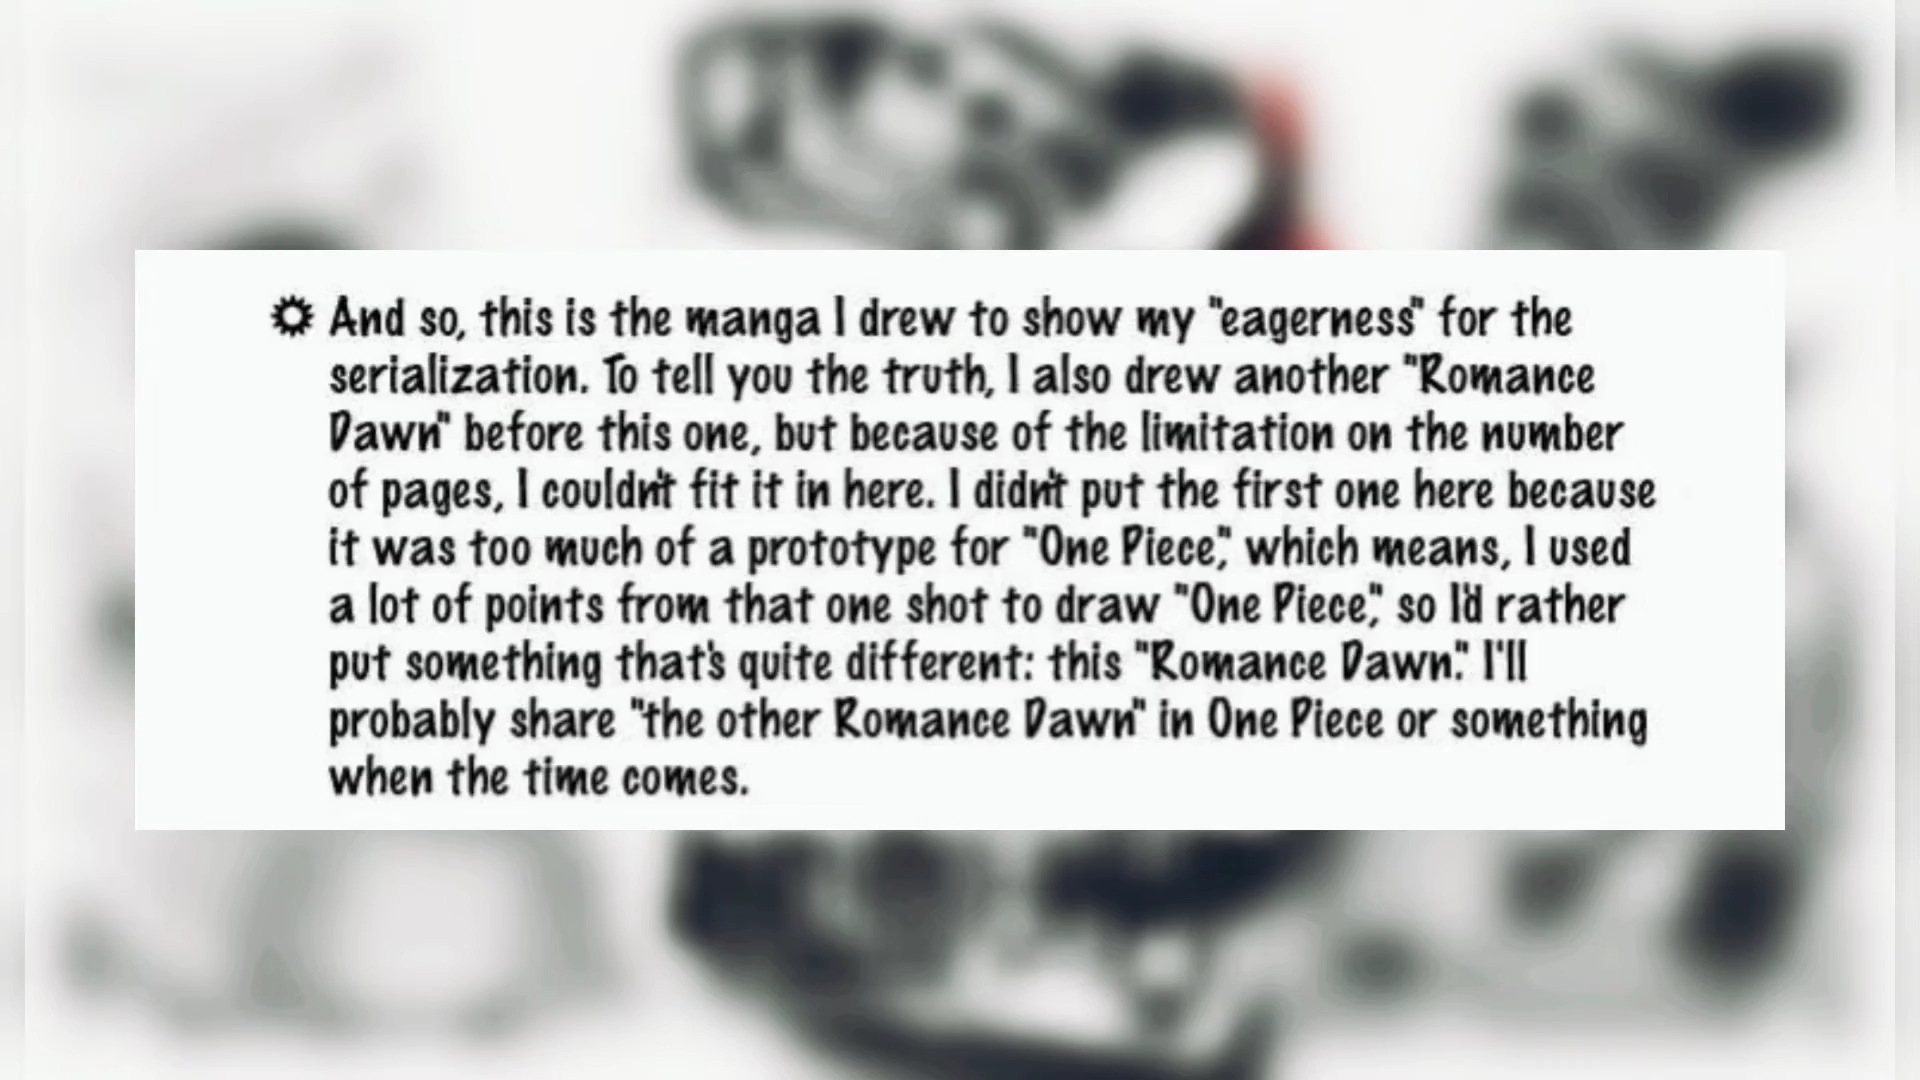 And so, this is the manga I drew to show my "eagerness" for the
serialization. To tell you the truth, I also drew another "Romance
Dawn" before this one, but because of the limitation on the number
of pages, I couldn't fit it in here. I didn't put the first one here because
it was too much of a prototype for "One Piece," which means, I used
a lot of points from that one shot to draw "One Piece," so I'd rather
put something that's quite different: this "Romance Dawn." I'll
probably share "the other Romance Dawn" in One Piece or something
when the time comes.